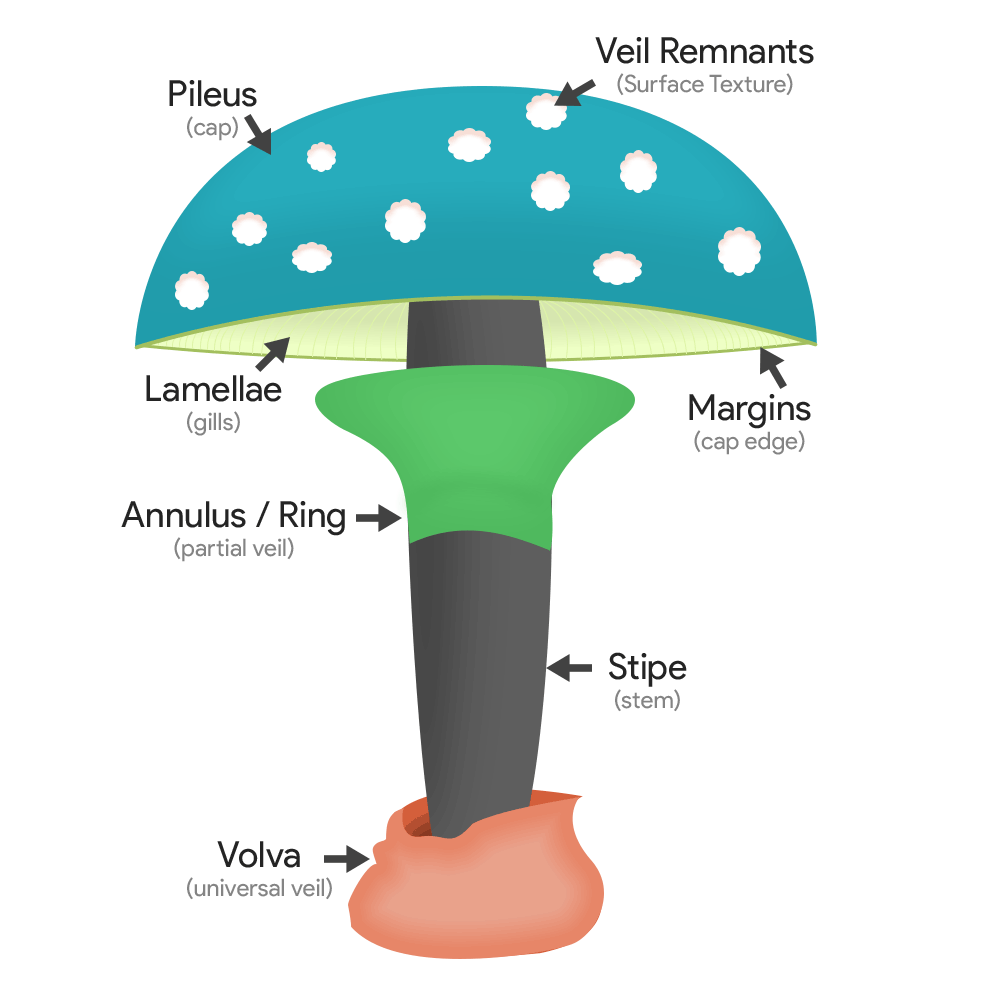 Veil Remnants
(Surface Texture)
Pileus
(cap)
Lamellae
(gills)
Margins
(cap edge)
Annulus / Ring
(partial veil)
Stipe
(stem)
Volva
(universal veil)